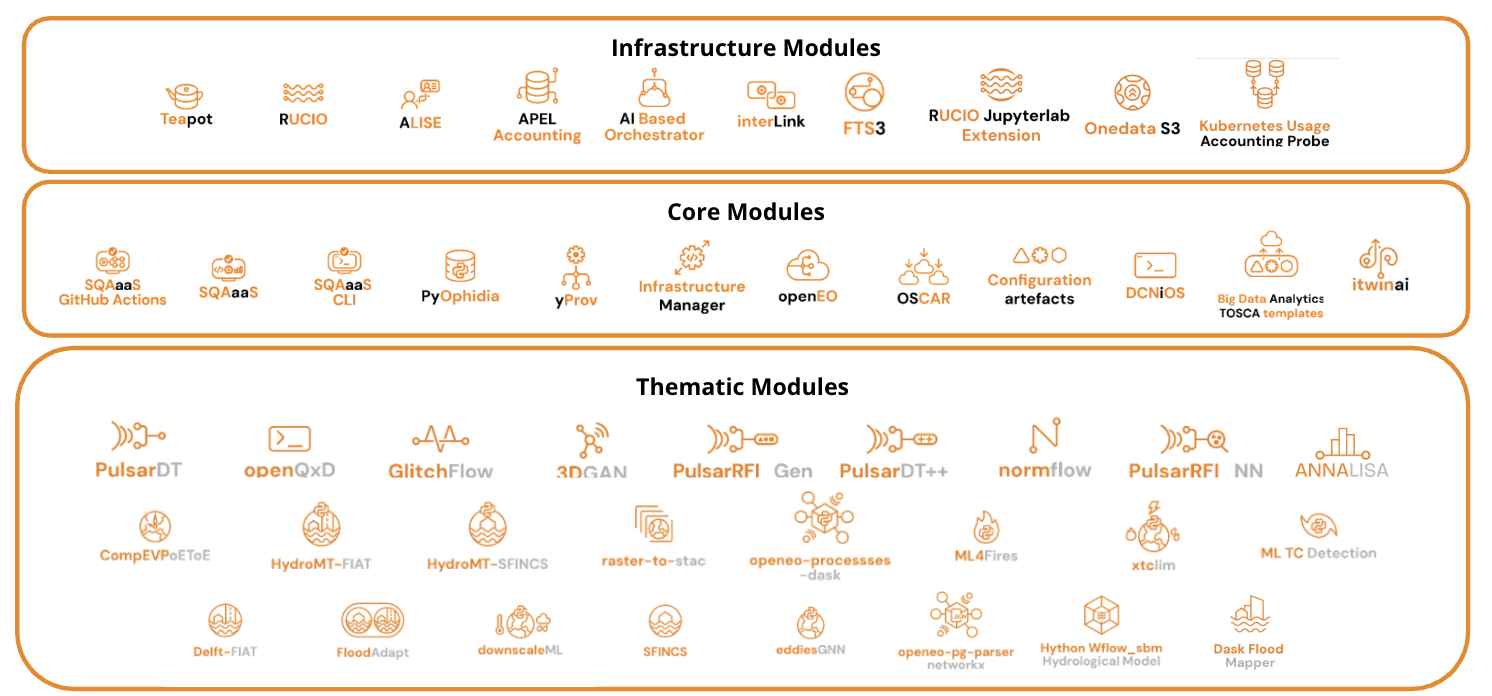 Infrastructure Modules
Teapot
RUCIO
ALISE
APEL
Accounting
AI Based
Orchestrator
interLink
FTS3
RUCIO Jupyterlab
Extension
Onedata S3
Kubernetes Usage
Accounting Probe
Core Modules
SQAaaS
GitHub Actions
SQAaaS
SQAaaS
CLI
PyOphidia
yProv
Infrastructure
Manager
openEO
OSCAR
Configuration
artefacts
DCNiOS
Big Data Analytics
TOSCA templates
itwinai
Thematic Modules
PulsarDT
openQxD
GlitchFlow
3DGAN
PulsarRFI Gen
PulsarDT++
normflow
PulsarRFI NN
ANNALISA
CompEVPoEToE
HydroMT-FIAT
HydroMT-SFINCS
raster-to-stac
openeo-processses
-dask
ML4Fires
xtclim
ML TC Detection
Delft-FIAT
FloodAdapt
downscaleML
SFINCS
eddiesGNN
openeo-pg-parser
networkx
Hython Wflow_sbm
Hydrological Model
Dask Flood
Mapper